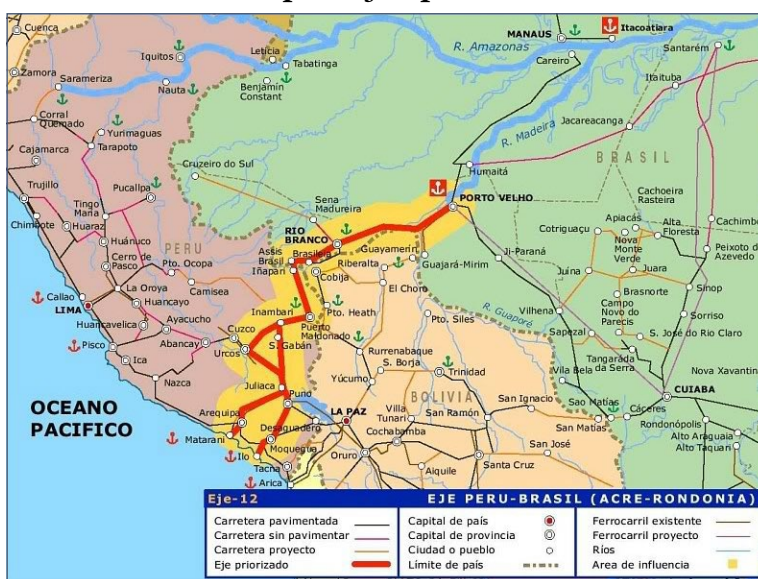 Cuenca
Zamora
Sarameriza
Iquitos
Nauta
Leticia
Tabatinga
Benjamín
Constant
MANAUS
Itacoatiara
Careiro
R. Amazonas
Santarém
Itaituba
Jacareacanga
R. Madeira
Humaitá
BRASIL
Corral
Quemado
Yurimaguas
Tarapoto
Cajamarca
Trujillo
Chimbote
Tingo
María
Huaraz
Pucallpa
Huánuco
Cerro de
Pasco
PERU
Pto. Ocopa
La Oroya
Huancayo
Camisea
Callao
LIMA
Huancavelica
Ayacucho
Pisco
Ica
Abancay
Nazca
Cruzeiro do Sul
Sena
Madureira
RIO
BRANCO
Assis
Brasil
Brasileia
Iñapari
Cobija
PORTO VELHO
Guayamerín
Riberalta
Guajará-Mirim
El Choro
Ji-Paraná
Cachoeira
Rasteira
Cotriguaçu
Apiacás
Nova
Monte
Verde
Alta
Floresta
Cachimbo
Peixoto de
Azevedo
Juína
Juara
Brasnorte
Sinop
Campo
Novo do
Parecis
Sorriso
S. José do Rio Claro
R. Guaporé
Vilhena
Sapezal
Tangarada
da Serra
Nova Xavantin
Vila Bela
CUIABA
Inambari
Pto. Heath
Puerto
Maldonado
S. Gabán
Cuzco
Urcos
Pto. Siles
Rurrenabaque
S. Borja
Yúcumo
Trinidad
BOLIVIA
Juliaca
Puno
Arequipa
Matarani
Desaguadero
Moquegua
Ilo
Tacna
Arica
LA PAZ
Villa
Tunari
San Ramón
San Ignacio
Sao Matías
San Matías
Cáceres
Rondonópolis
Alto Araguaia
Alto Taquari
Cochabamba
Oruro
Aiquile
San José
Santa Cruz
OCEANO
PACIFICO
Eje-12 EJE PERU-BRASIL (ACRE-RONDONIA)
Carretera pavimentada
Carretera sin pavimentar
Carretera proyecto
Eje priorizado
Capital de país
Capital de provincia
Ciudad o pueblo
Límite de país
Ferrocarril existente
Ferrocarril proyecto
Ríos
Area de influencia